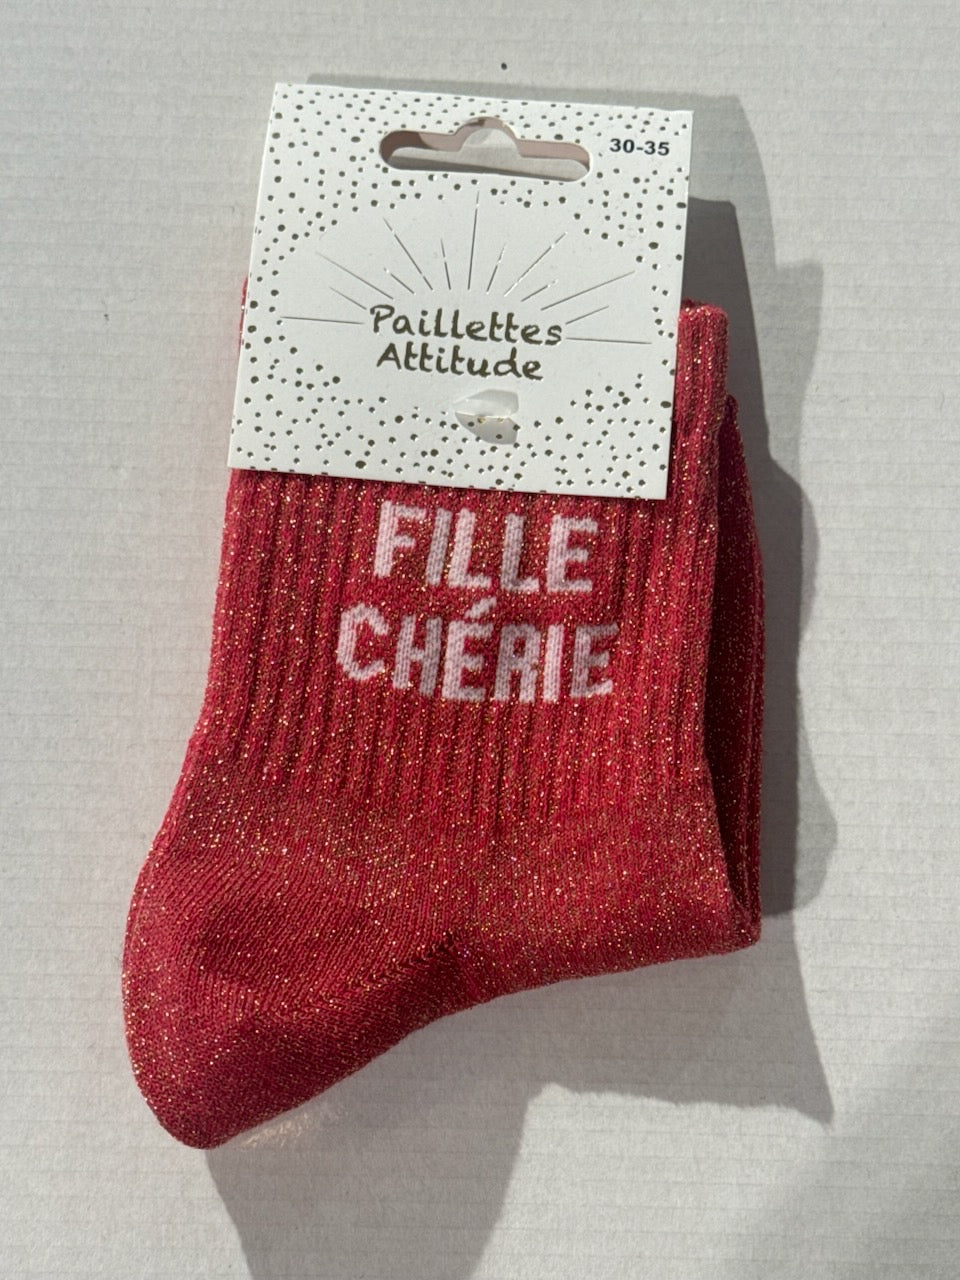 30-35
Paillettes
Attitude
FILLE
CHÉRIE